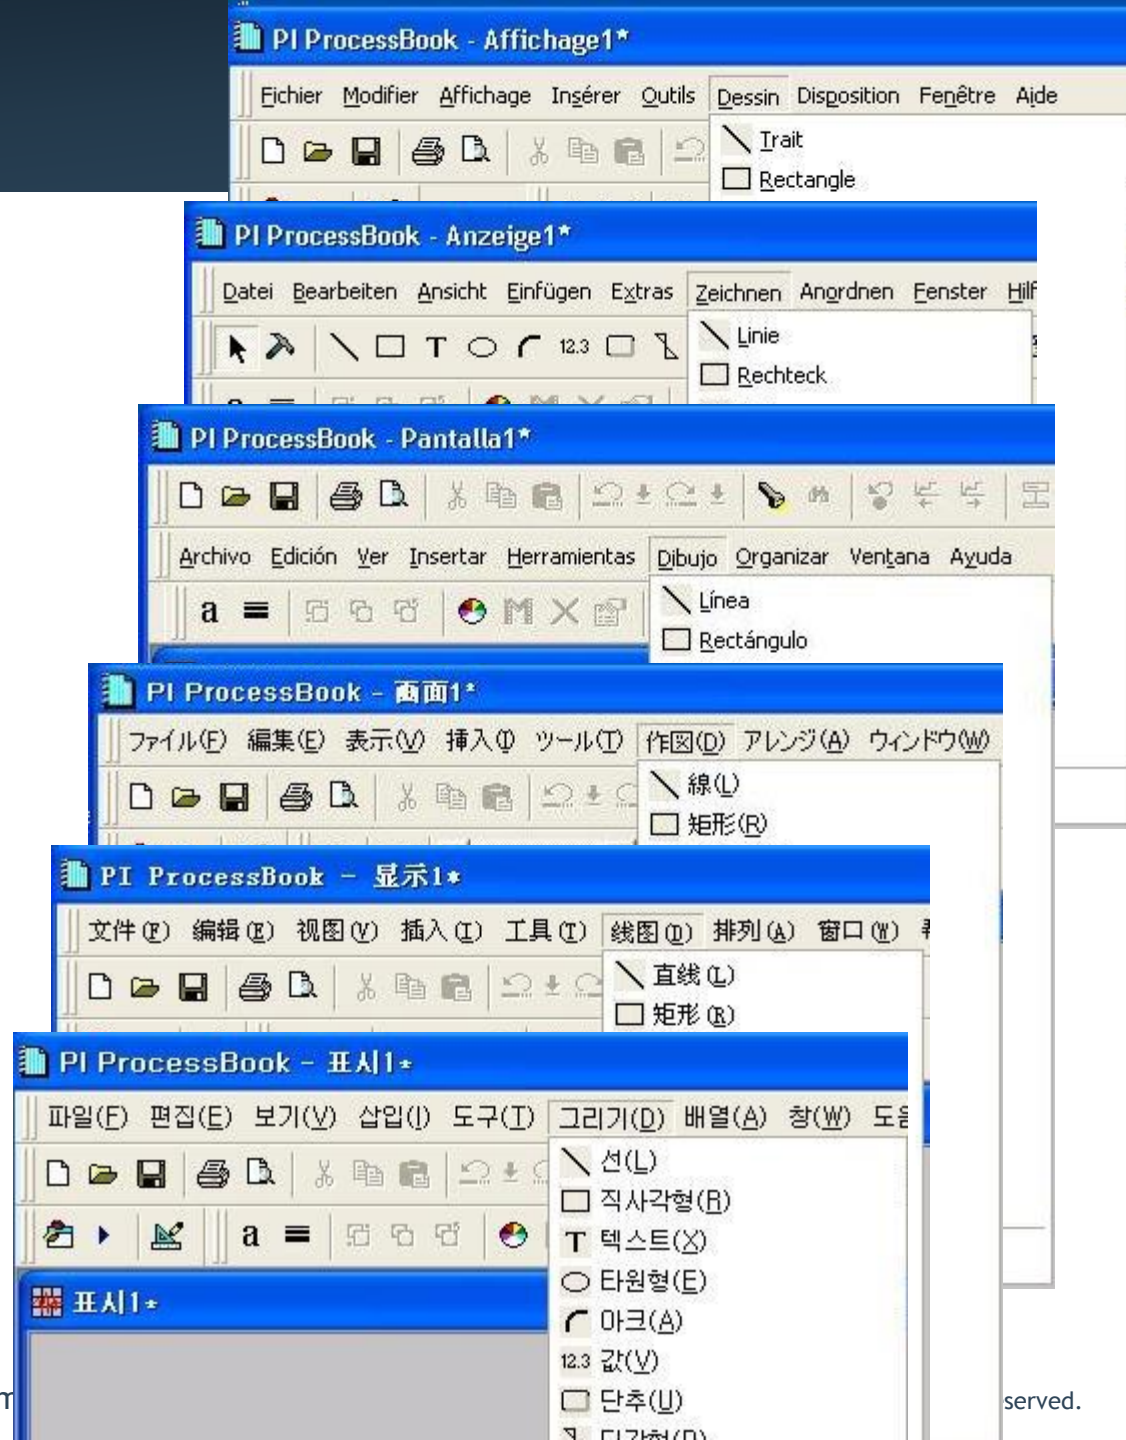 PI ProcessBook - Affichage1*
Fichier Modifier Affichage Insérer Outils Dessin Disposition Fenêtre Aide
Trait
Rectangle
PI ProcessBook - Anzeige1*
Datei Bearbeiten Ansicht Einfügen Extras Zeichnen Anordnen Fenster Hilf
T 12.3
Linie
Rechteck
PI ProcessBook - Pantalla1*
Archivo Edición Ver Insertar Herramientas Dibujo Organizar Ventana Ayuda
a
Línea
Rectángulo
PI ProcessBook - 画面1*
ファイル(F) 編集(E) 表示(V) 挿入(I) ツール(T) 作図(D) アレンジ(A) ウィンドウ(W)
線(L)
矩形(R)
PI ProcessBook - 显示1*
文件(F) 编辑(E) 视图(V) 插入(I) 工具(T) 线图(D) 排列(A) 窗口(W)
直线(L)
矩形(R)
PI ProcessBook - 표시1*
파일(F) 편집(E) 보기(V) 삽입(I) 도구(T) 그리기(D) 배열(A) 창(W) 도움
선(L)
직사각형(R)
a
T 텍스트(X)
타원형(E)
표시1*
아크(A)
12.3 값(V)
단추(U)
served.